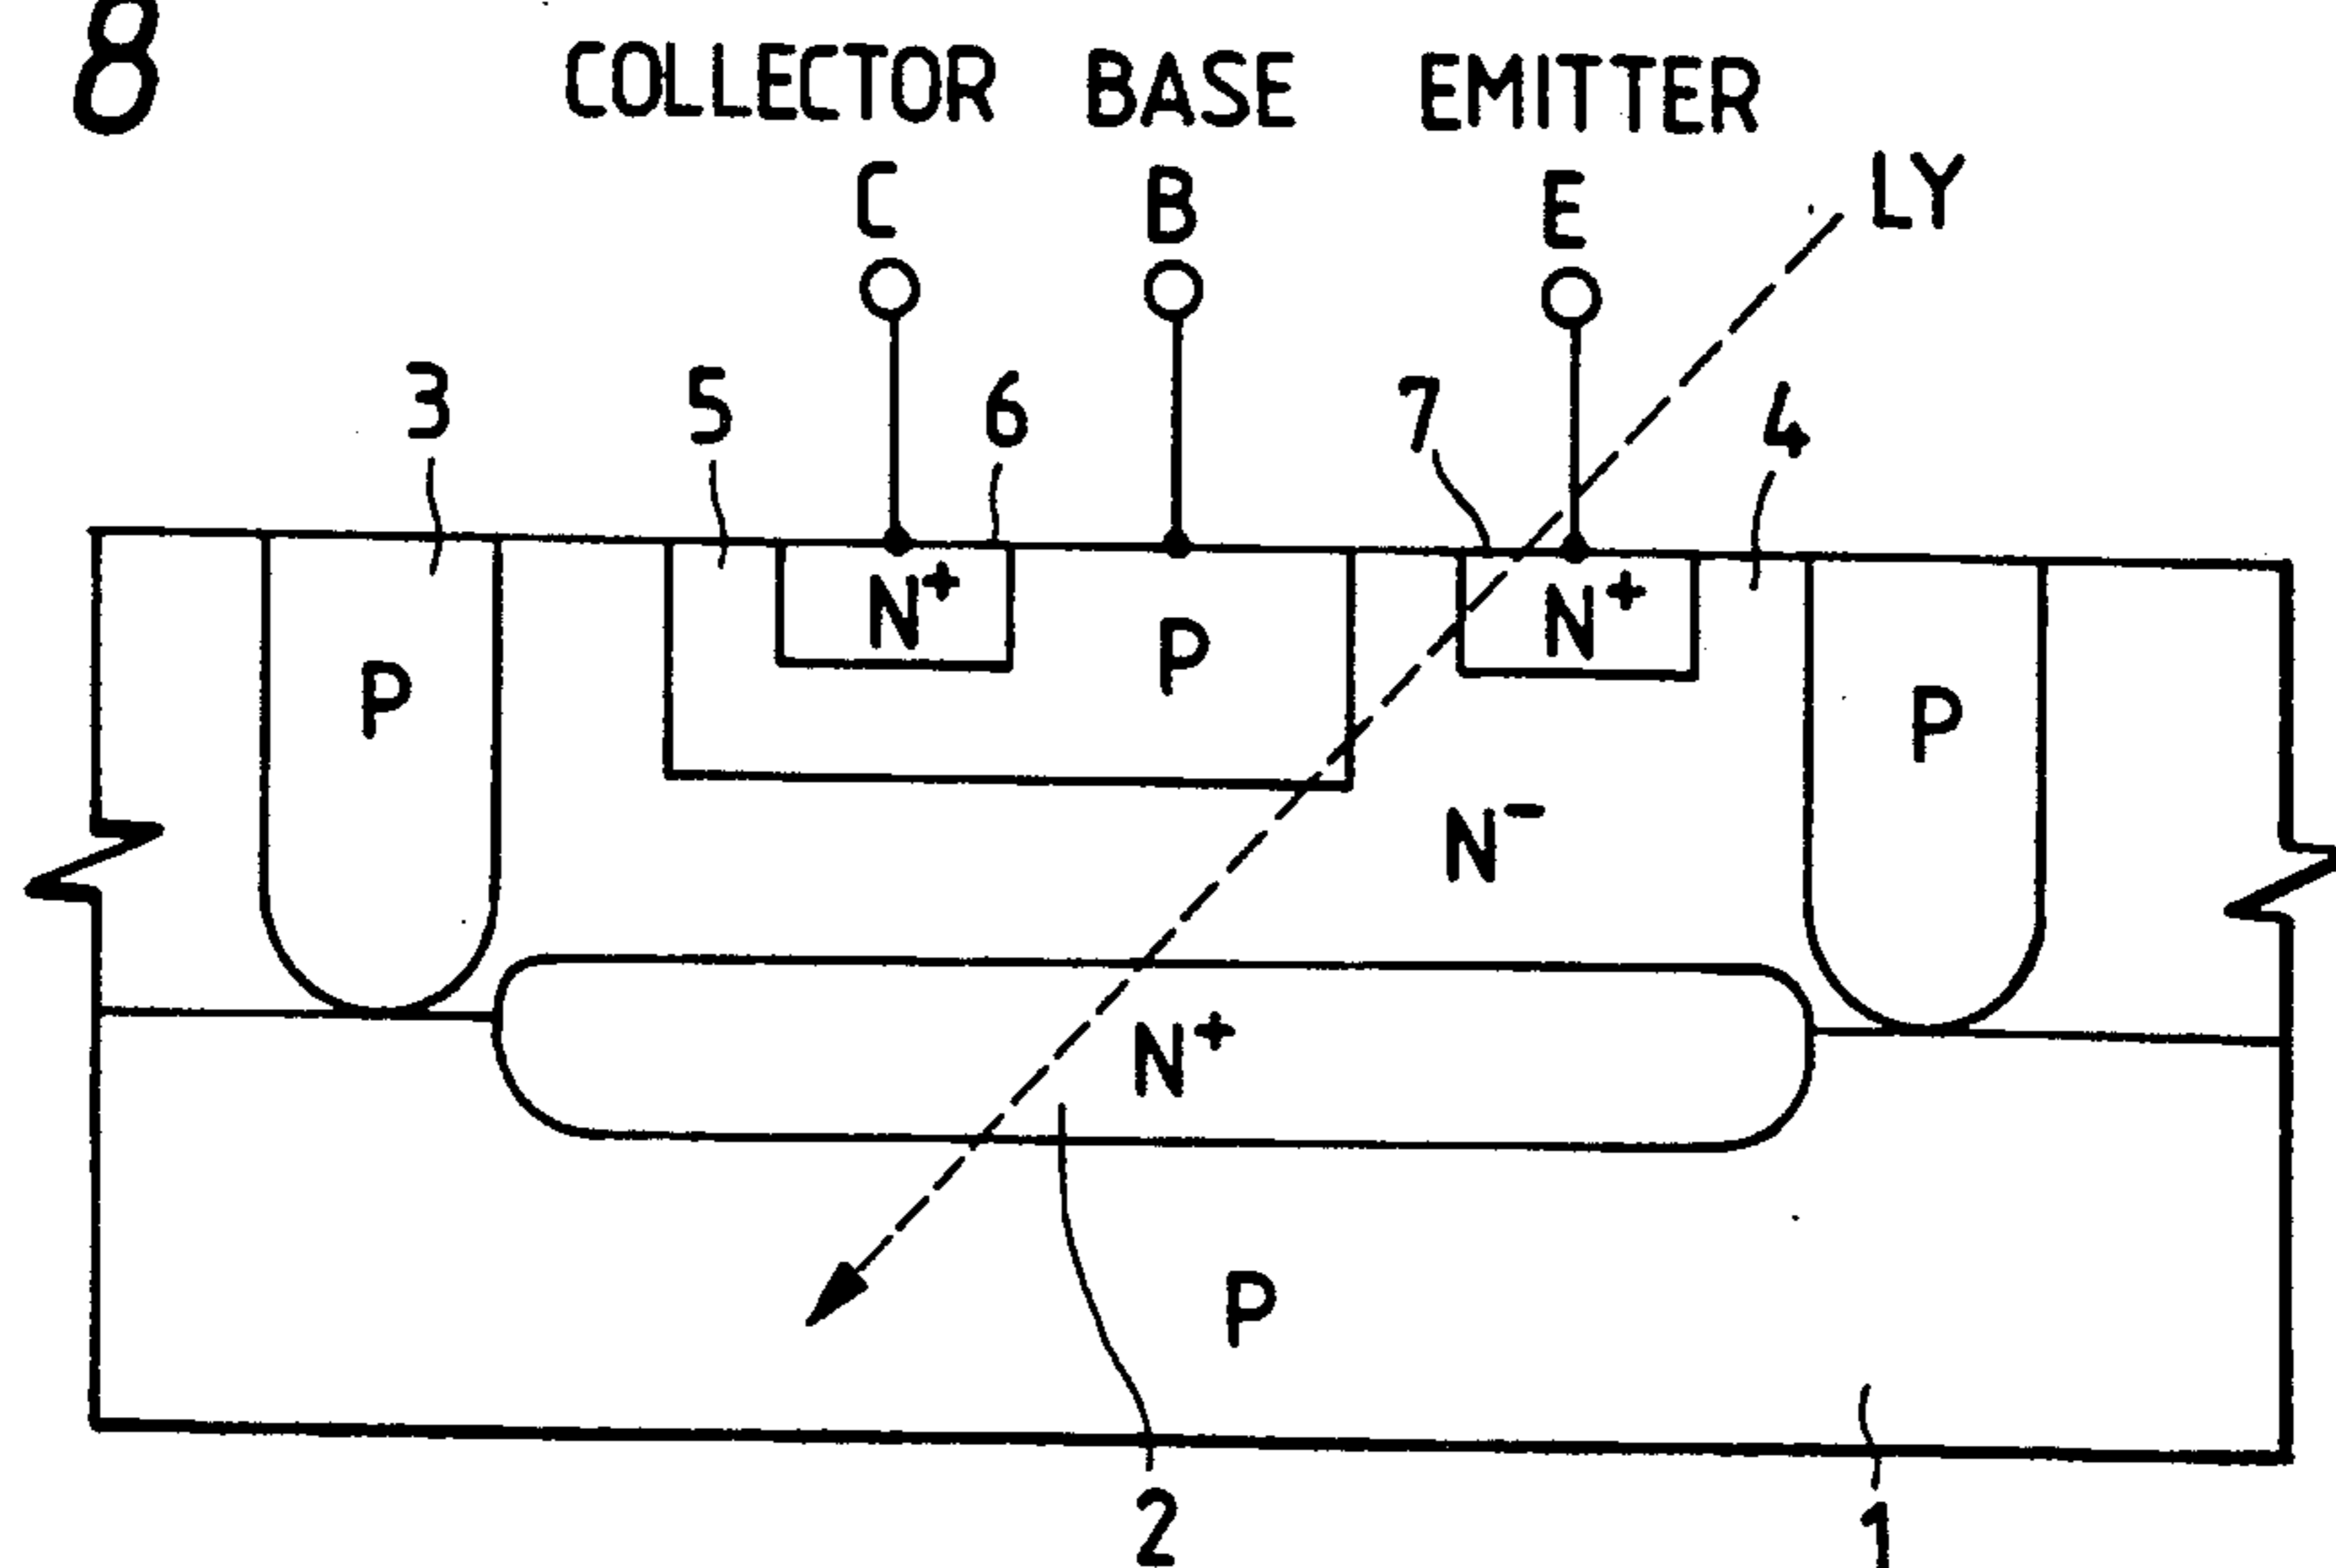 8
COLLECTOR BASE EMITTER
C B E LY
3 5 6 7 4
N+ N+
P P P
N-
N+
P
2 1